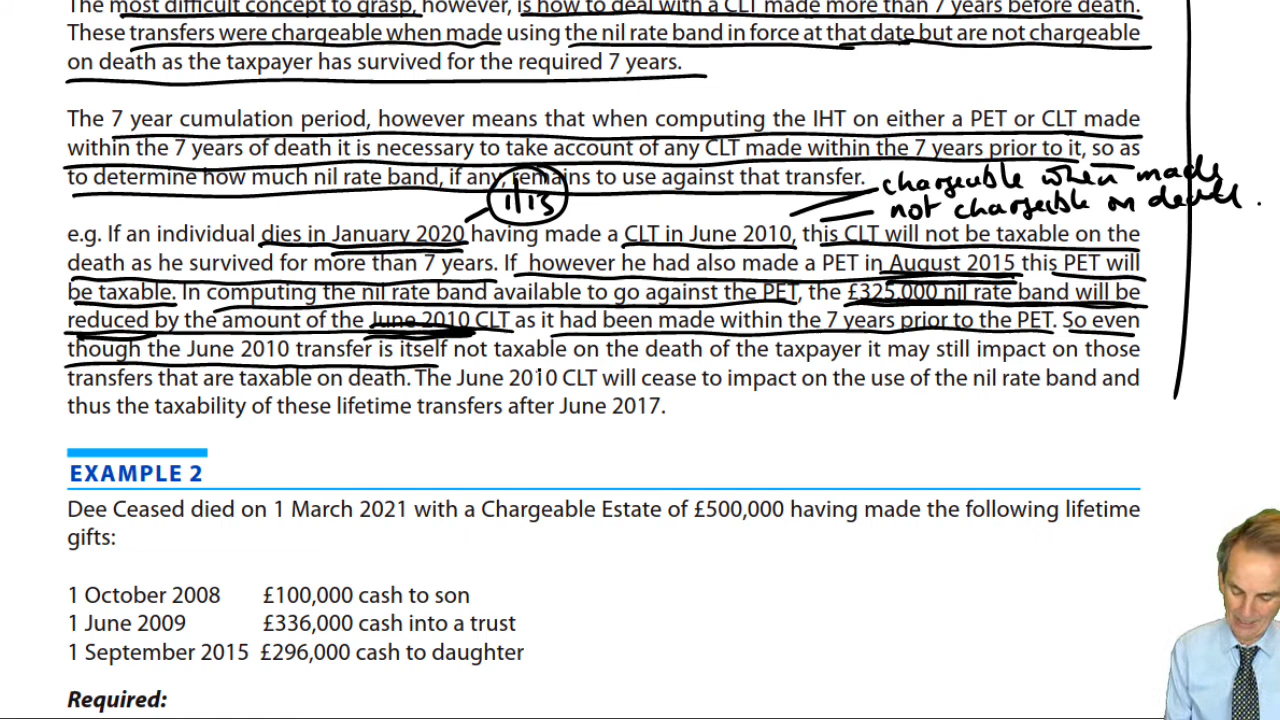 The most difficult concept to grasp, however, is how to deal with a CLT made more than 7 years before death.
These transfers were chargeable when made using the nil rate band in force at that date but are not chargeable
on death as the taxpayer has survived for the required 7 years.
The 7 year cumulation period, however means that when computing the IHT on either a PET or CLT made
within the 7 years of death it is necessary to take account of any CLT made within the 7 years prior to it, so as
to determine how much nil rate band, if any, remains to use against that transfer.
chargeable when made
1/13
not chargeable on death.
e.g. If an individual dies in January 2020 having made a CLT in June 2010, this CLT will not be taxable on the
death as he survived for more than 7 years. If however he had also made a PET in August 2015 this PET will
be taxable. In computing the nil rate band available to go against the PET, the £325,000 nil rate band will be
reduced by the amount of the June 2010 CLT as it had been made within the 7 years prior to the PET. So even
though the June 2010 transfer is itself not taxable on the death of the taxpayer it may still impact on those
transfers that are taxable on death. The June 2010 CLT will cease to impact on the use of the nil rate band and
thus the taxability of these lifetime transfers after June 2017.
EXAMPLE 2
Dee Ceased died on 1 March 2021 with a Chargeable Estate of £500,000 having made the following lifetime
gifts:
1 October 2008 £100,000 cash to son
1 June 2009 £336,000 cash into a trust
1 September 2015 £296,000 cash to daughter
Required: